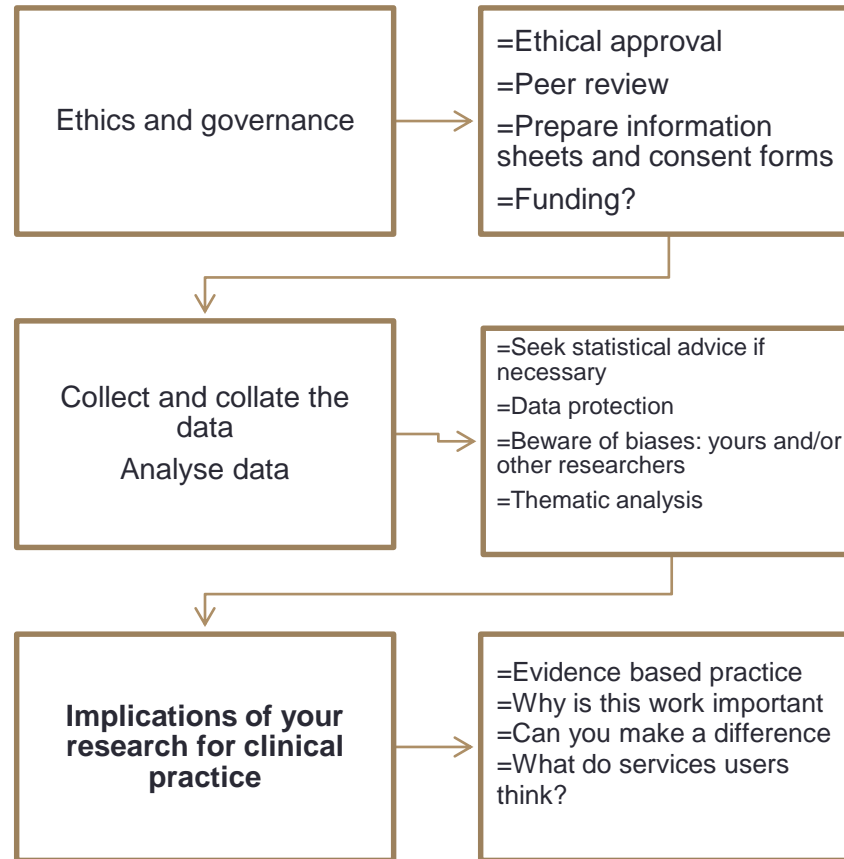 Ethics and governance
=Ethical approval
=Peer review
=Prepare information
sheets and consent forms
=Funding?
Collect and collate the
data
Analyse data
=Seek statistical advice if
necessary
=Data protection
=Beware of biases: yours and/or
other researchers
=Thematic analysis
Implications of your
research for clinical
practice
=Evidence based practice
=Why is this work important
=Can you make a difference
=What do services users
think?